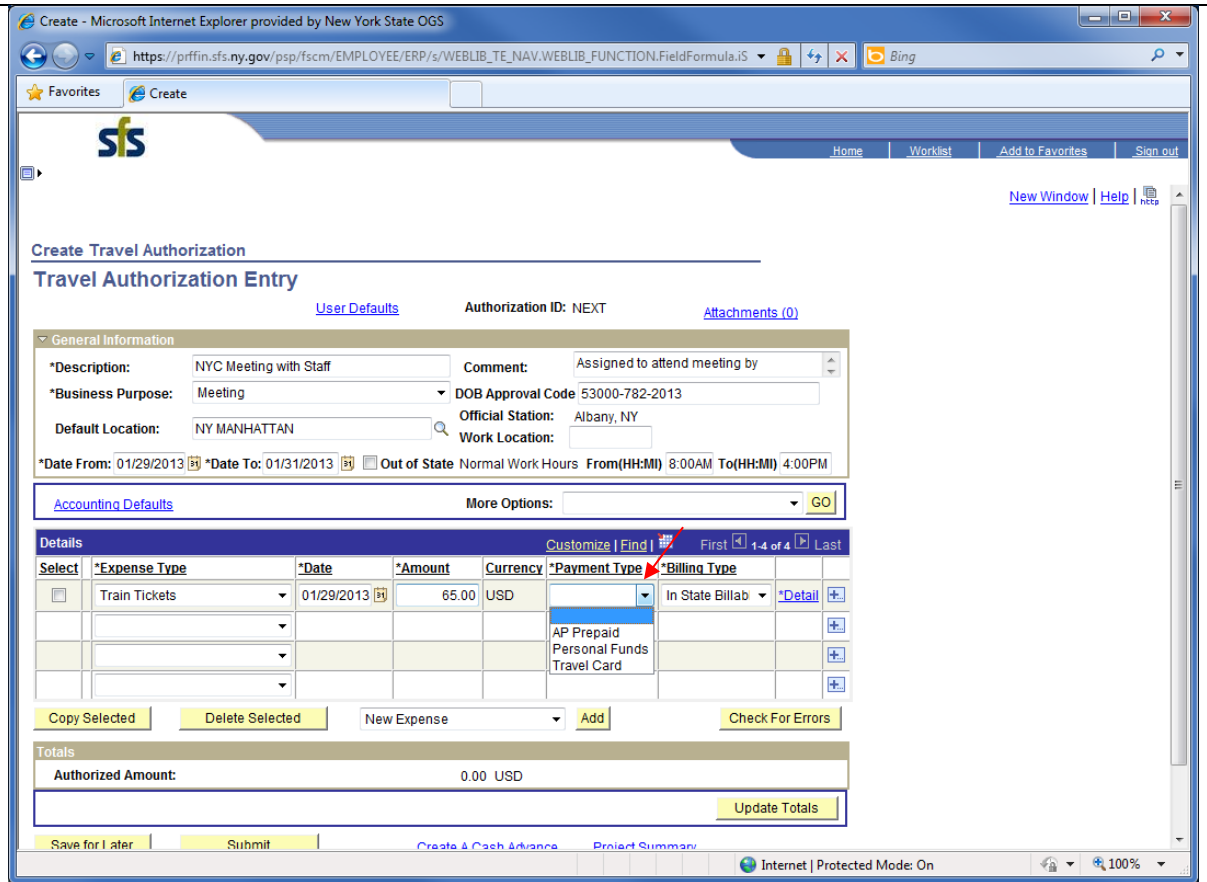 Create - Microsoft Internet Explorer provided by New York State OGS
https://prffin.sfs.ny.gov/psp/fscm/EMPLOYEE/ERP/s/WEBLIB_TE_NAV.WEBLIB_FUNCTION.FieldFormula.iS
Bing
Favorites Create
sfs
Home Worklist Add to Favorites Sign out
New Window | Help | http
Create Travel Authorization
Travel Authorization Entry
User Defaults Authorization ID: NEXT Attachments (0)
General Information
*Description: NYC Meeting with Staff Comment: Assigned to attend meeting by
*Business Purpose: Meeting DOB Approval Code 53000-782-2013
Official Station: Albany, NY
Default Location: NY MANHATTAN
Work Location:
*Date From: 01/29/2013 *Date To: 01/31/2013 Out of State Normal Work Hours From(HH:MI) 8:00AM To(HH:MI) 4:00PM
Accounting Defaults More Options: GO
Details Customize | Find | First 1-4 of 4 Last
Select *Expense Type *Date *Amount Currency *Payment Type *Billing Type
Train Tickets 01/29/2013 65.00 USD In State Billabl *Detail
AP Prepaid
Personal Funds
Travel Card
Copy Selected Delete Selected New Expense Add Check For Errors
Totals
Authorized Amount: 0.00 USD
Update Totals
Save for Later Submit Create A Cash Advance Project Summary
Internet | Protected Mode: On 100%